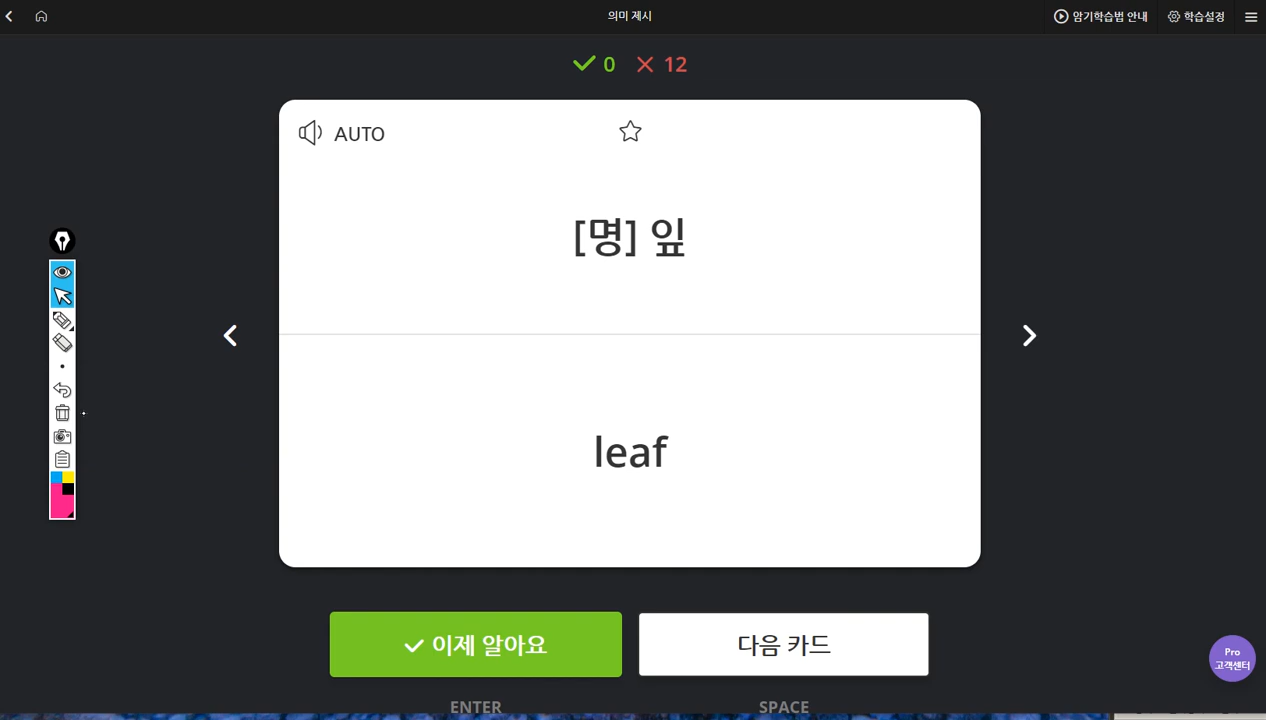 의미 제시
암기학습법 안내
학습설정
0
12
AUTO
[명] 잎
leaf
이제 알아요
다음 카드
Pro
고객센터
ENTER
SPACE